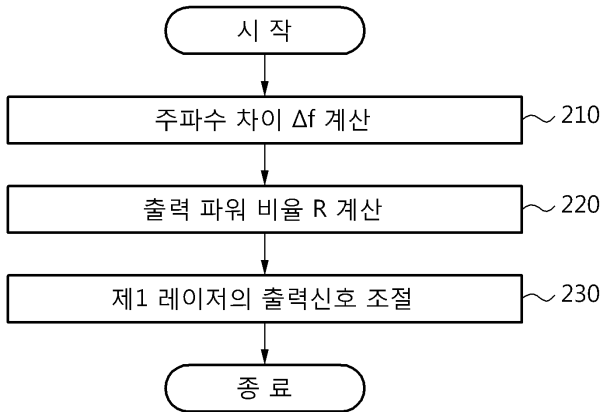 시 작
주파수 차이 Δf 계산
210
출력 파워 비율 R 계산
220
제1 레이저의 출력신호 조절
230
종 료